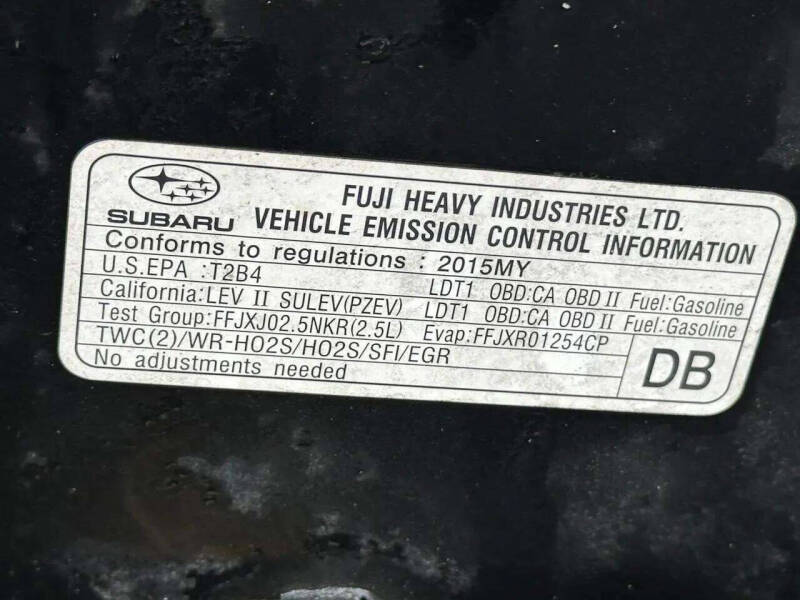 SUBARU
FUJI HEAVY INDUSTRIES LTD.
VEHICLE EMISSION CONTROL INFORMATION
Conforms to regulations : 2015MY
U.S.EPA :T2B4 LDT1 OBD:CA OBD II Fuel:Gasoline
California:LEV II SULEV(PZEV) LDT1 OBD:CA OBD II Fuel:Gasoline
Test Group:FFJXJ02.5NKR(2.5L) Evap:FFJXR01254CP
TWC(2)/WR-HO2S/HO2S/SFI/EGR
No adjustments needed
DB